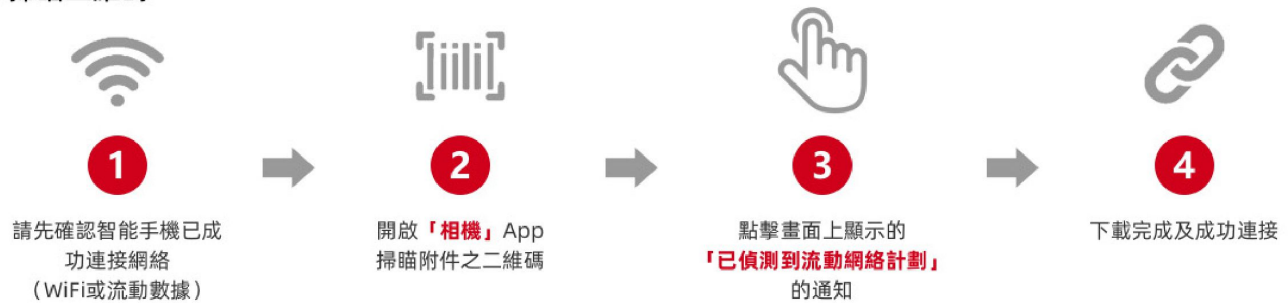 1
2
3
4
請先確認智能手機已成
功連接網絡
（WiFi或流動數據）
開啟「相機」App
掃瞄附件之二維碼
點擊畫面上顯示的
「已偵測到流動網絡計劃」
的通知
下載完成及成功連接